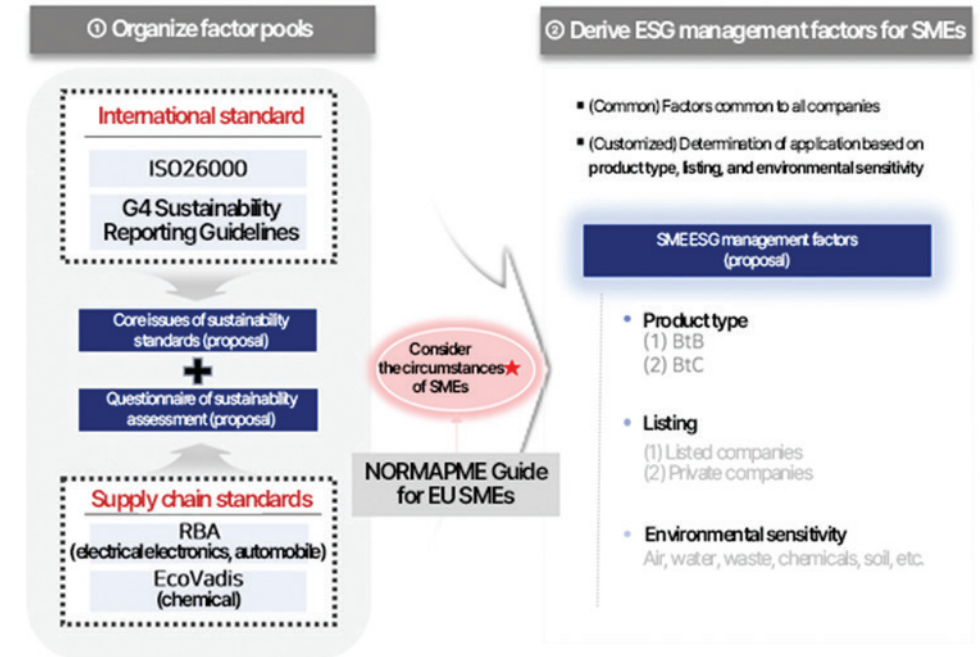 ① Organize factor pools
International standard
ISO26000
G4 Sustainability
Reporting Guidelines
Core issues of sustainability
standards (proposal)
+
Questionnaire of sustainability
assessment (proposal)
Supply chain standards
RBA
(electrical electronics, automobile)
EcoVadis
(chemical)
Consider
the circumstances★
of SMEs
NORMAPME Guide
for EU SMEs
② Derive ESG management factors for SMEs
▪ (Common) Factors common to all companies
▪ (Customized) Determination of application based on
product type, listing, and environmental sensitivity
SME ESG management factors
(proposal)
• Product type
(1) BtB
(2) BtC
• Listing
(1) Listed companies
(2) Private companies
• Environmental sensitivity
Air, water, waste, chemicals, soil, etc.